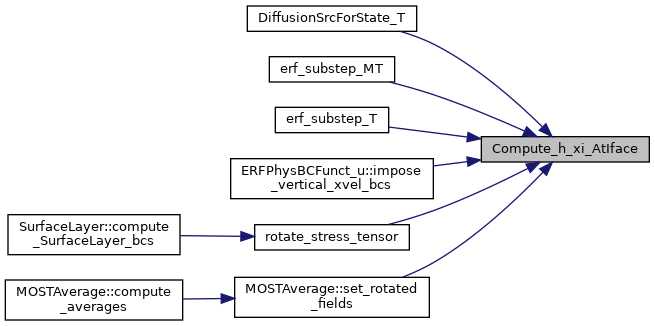 DiffusionSrcForState_T
erf_substep_MT
erf_substep_T
Compute_h_xi_AtIface
ERFPhysBCFunct_u::impose
_vertical_xvel_bcs
SurfaceLayer::compute
_SurfaceLayer_bcs
rotate_stress_tensor
MOSTAverage::compute
_averages
MOSTAverage::set_rotated
_fields